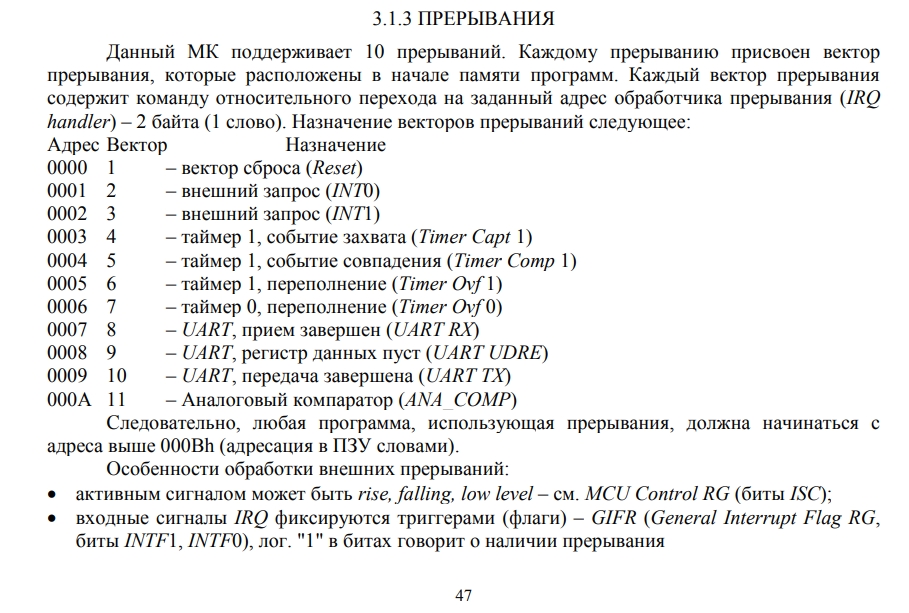 3.1.3 ПРЕРЫВАНИЯ
Данный МК поддерживает 10 прерываний. Каждому прерыванию присвоен вектор
прерывания, которые расположены в начале памяти программ. Каждый вектор прерывания
содержит команду относительного перехода на заданный адрес обработчика прерывания (IRQ
handler) – 2 байта (1 слово). Назначение векторов прерываний следующее:
Адрес Вектор Назначение
0000 1 – вектор сброса (Reset)
0001 2 – внешний запрос (INT0)
0002 3 – внешний запрос (INT1)
0003 4 – таймер 1, событие захвата (Timer Capt 1)
0004 5 – таймер 1, событие совпадения (Timer Comp 1)
0005 6 – таймер 1, переполнение (Timer Ovf 1)
0006 7 – таймер 0, переполнение (Timer Ovf 0)
0007 8 – UART, прием завершен (UART RX)
0008 9 – UART, регистр данных пуст (UART UDRE)
0009 10 – UART, передача завершена (UART TX)
000A 11 – Аналоговый компаратор (ANA_COMP)
Следовательно, любая программа, использующая прерывания, должна начинаться с
адреса выше 000Bh (адресация в ПЗУ словами).
Особенности обработки внешних прерываний:
• активным сигналом может быть rise, falling, low level – см. MCU Control RG (биты ISC);
• входные сигналы IRQ фиксируются триггерами (флаги) – GIFR (General Interrupt Flag RG,
биты INTF1, INTF0), лог. "1" в битах говорит о наличии прерывания
47